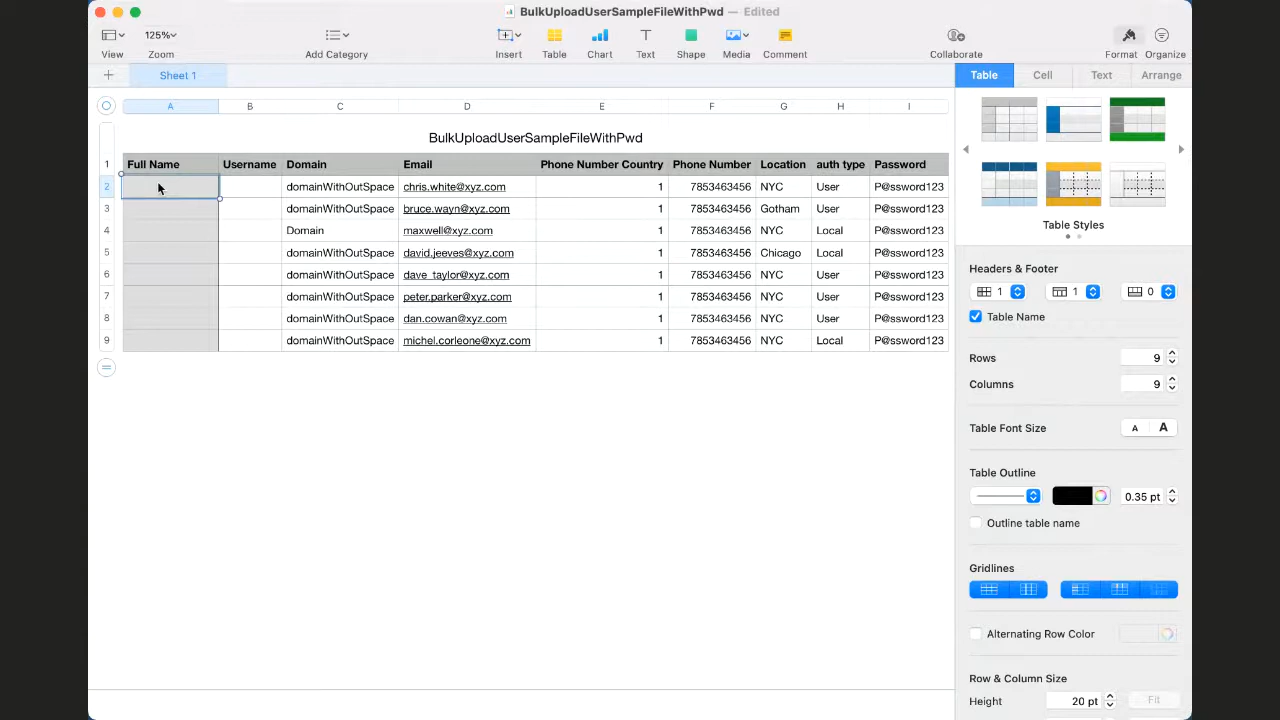 BulkUploadUserSampleFileWithPwd — Edited
125%
View Zoom Add Category Insert Table Chart Text Shape Media Comment Collaborate Format Organize
Sheet 1
Table Cell Text Arrange
A B C D E F G H I
BulkUploadUserSampleFileWithPwd
1 Full Name Username Domain Email Phone Number Country Phone Number Location auth type Password
2 domainWithOutSpace chris.white@xyz.com 1 7853463456 NYC User P@ssword123
3 domainWithOutSpace bruce.wayn@xyz.com 1 7853463456 Gotham User P@ssword123
4 Domain maxwell@xyz.com 1 7853463456 NYC Local P@ssword123
5 domainWithOutSpace david.jeeves@xyz.com 1 7853463456 Chicago Local P@ssword123
6 domainWithOutSpace dave_taylor@xyz.com 1 7853463456 NYC User P@ssword123
7 domainWithOutSpace peter.parker@xyz.com 1 7853463456 NYC User P@ssword123
8 domainWithOutSpace dan.cowan@xyz.com 1 7853463456 NYC User P@ssword123
9 domainWithOutSpace michel.corleone@xyz.com 1 7853463456 NYC Local P@ssword123
Table Styles
Headers & Footer
1 1 0
Table Name
Rows 9
Columns 9
Table Font Size A A
Table Outline
0.35 pt
Outline table name
Gridlines
Alternating Row Color
Row & Column Size
Height 20 pt Fit